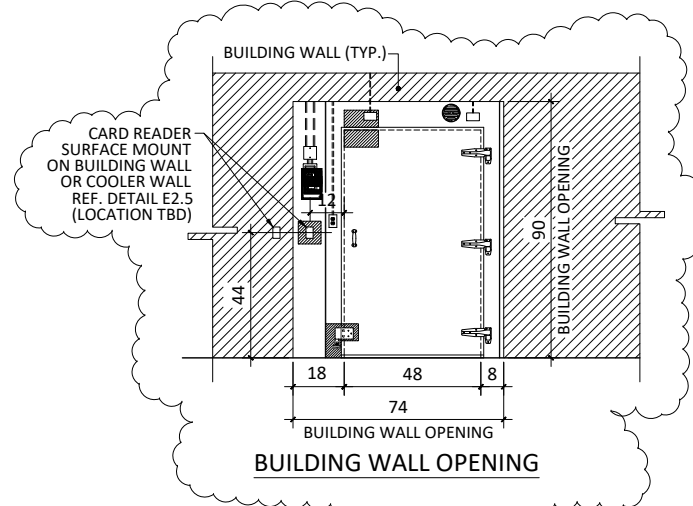 BUILDING WALL (TYP.)
CARD READER
SURFACE MOUNT
ON BUILDING WALL
OR COOLER WALL
REF. DETAIL E2.5
(LOCATION TBD)
12
44
90
BUILDING WALL OPENING
18
48
8
74
BUILDING WALL OPENING
BUILDING WALL OPENING